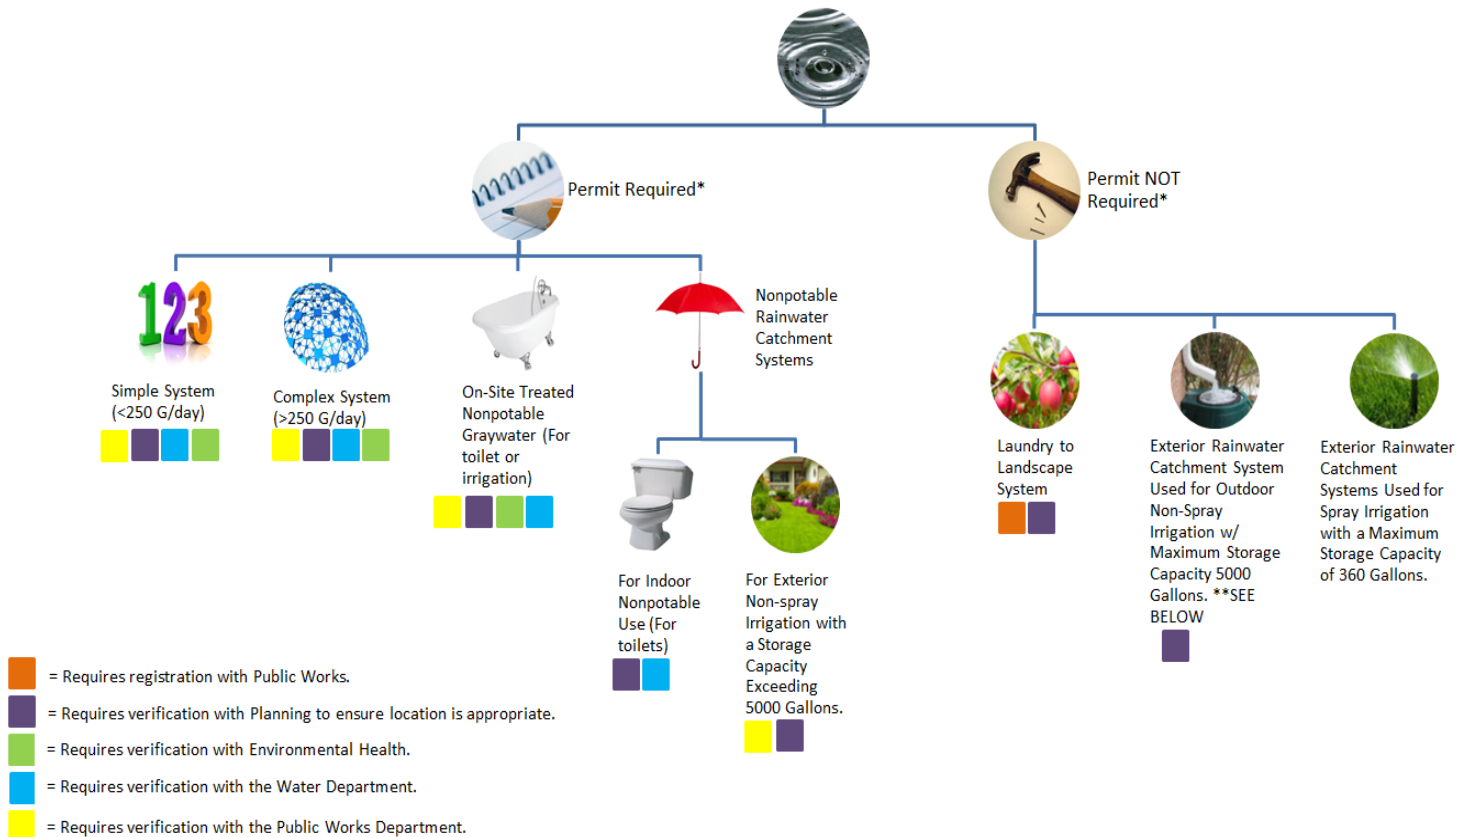 Permit Required*
Permit NOT
Required*
123
Simple System
(<250 G/day)
Complex System
(>250 G/day)
On-Site Treated
Nonpotable
Graywater (For
toilet or
irrigation)
Nonpotable
Rainwater
Catchment
Systems
For Indoor
Nonpotable
Use (For
toilets)
For Exterior
Non-spray
Irrigation with
a Storage
Capacity
Exceeding
5000 Gallons.
Laundry to
Landscape
System
Exterior Rainwater
Catchment System
Used for Outdoor
Non-Spray
Irrigation w/
Maximum Storage
Capacity 5000
Gallons. **SEE
BELOW
Exterior Rainwater
Catchment
Systems Used for
Spray Irrigation
with a Maximum
Storage Capacity
of 360 Gallons.
= Requires registration with Public Works.
= Requires verification with Planning to ensure location is appropriate.
= Requires verification with Environmental Health.
= Requires verification with the Water Department.
= Requires verification with the Public Works Department.